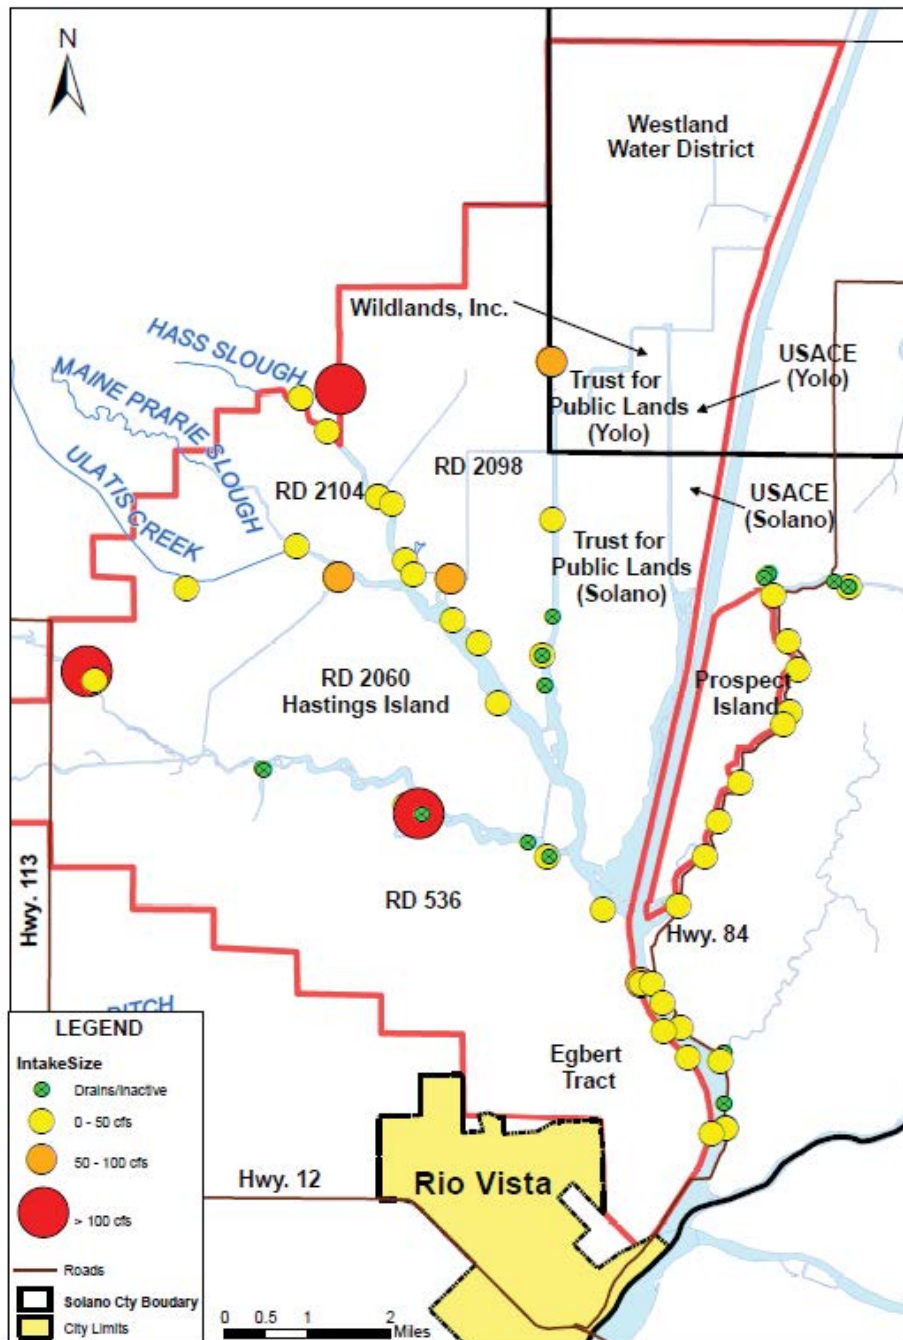 N
Westland
Water District
Wildlands, Inc.
HASS SLOUGH
USACE
(Yolo)
MAINE PRARIE SLOUGH
Trust for
Public Lands
(Yolo)
ULATIS CREEK
RD 2104
RD 2098
USACE
(Solano)
Trust for
Public Lands
(Solano)
RD 2060
Hastings Island
Prospect
Island
Hwy. 113
RD 536
Hwy. 84
Egbert
Tract
LEGEND
IntakeSize
Drains/Inactive
0 - 50 cfs
50 - 100 cfs
> 100 cfs
Roads
Solano Cty Boudary
City Limits
Hwy. 12
Rio Vista
0 0.5 1 2
Miles